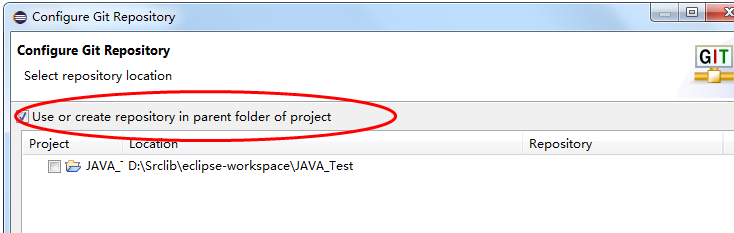 Configure Git Repository
Configure Git Repository
Select repository location
GIT
Use or create repository in parent folder of project
Project Location Repository
JAVA_T D:\Srclib\eclipse-workspace\JAVA_Test